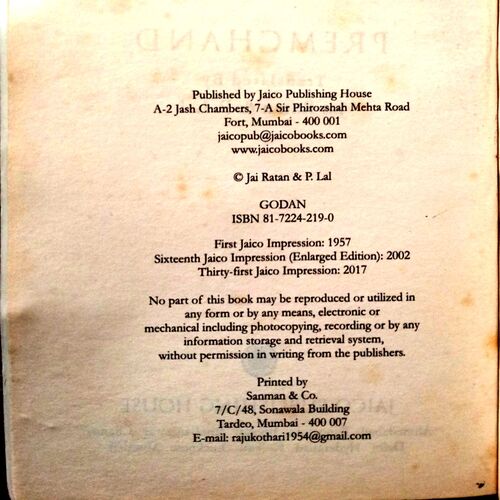 Published by Jaico Publishing House
A-2 Jash Chambers, 7-A Sir Phirozshah Mehta Road
Fort, Mumbai - 400 001
jaicopub@jaicobooks.com
www.jaicobooks.com
© Jai Ratan & P. Lal
GODAN
ISBN 81-7224-219-0
First Jaico Impression: 1957
Sixteenth Jaico Impression (Enlarged Edition): 2002
Thirty-first Jaico Impression: 2017
No part of this book may be reproduced or utilized in
any form or by any means, electronic or
mechanical including photocopying, recording or by any
information storage and retrieval system,
without permission in writing from the publishers.
Printed by
Sanman & Co.
7/C/48, Sonawala Building
Tardeo, Mumbai - 400 007
E-mail: rajukothari1954@gmail.com